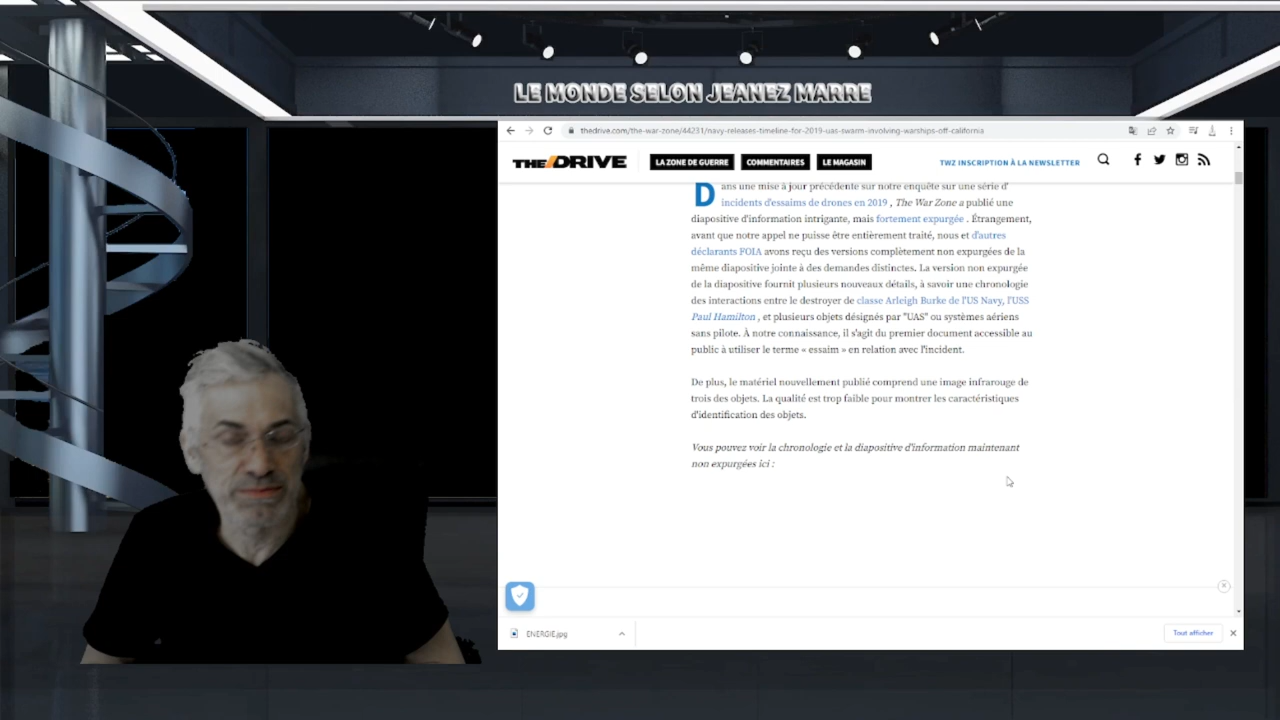 LE MONDE SELON JEANEZ MARRE
thedrive.com/the-war-zone/44231/navy-releases-timeline-for-2019-uas-swarm-involving-warships-off-california
THE DRIVE
LA ZONE DE GUERRE
COMMENTAIRES
LE MAGASIN
TWZ INSCRIPTION À LA NEWSLETTER
Dans une mise à jour précédente sur notre enquête sur une série d'
incidents d'essaims de drones en 2019 , The War Zone a publié une
diapositive d'information intrigante, mais fortement expurgée . Étrangement,
avant que notre appel ne puisse être entièrement traité, nous et d'autres
déclarants FOIA avons reçu des versions complètement non expurgées de la
même diapositive jointe à des demandes distinctes. La version non expurgée
de la diapositive fournit plusieurs nouveaux détails, à savoir une chronologie
des interactions entre le destroyer de classe Arleigh Burke de l'US Navy, l'USS
Paul Hamilton , et plusieurs objets désignés par "UAS" ou systèmes aériens
sans pilote. À notre connaissance, il s'agit du premier document accessible au
public à utiliser le terme « essaim » en relation avec l'incident.
De plus, le matériel nouvellement publié comprend une image infrarouge de
trois des objets. La qualité est trop faible pour montrer les caractéristiques
d'identification des objets.
Vous pouvez voir la chronologie et la diapositive d'information maintenant
non expurgées ici :
ENERGIE.jpg
Tout afficher